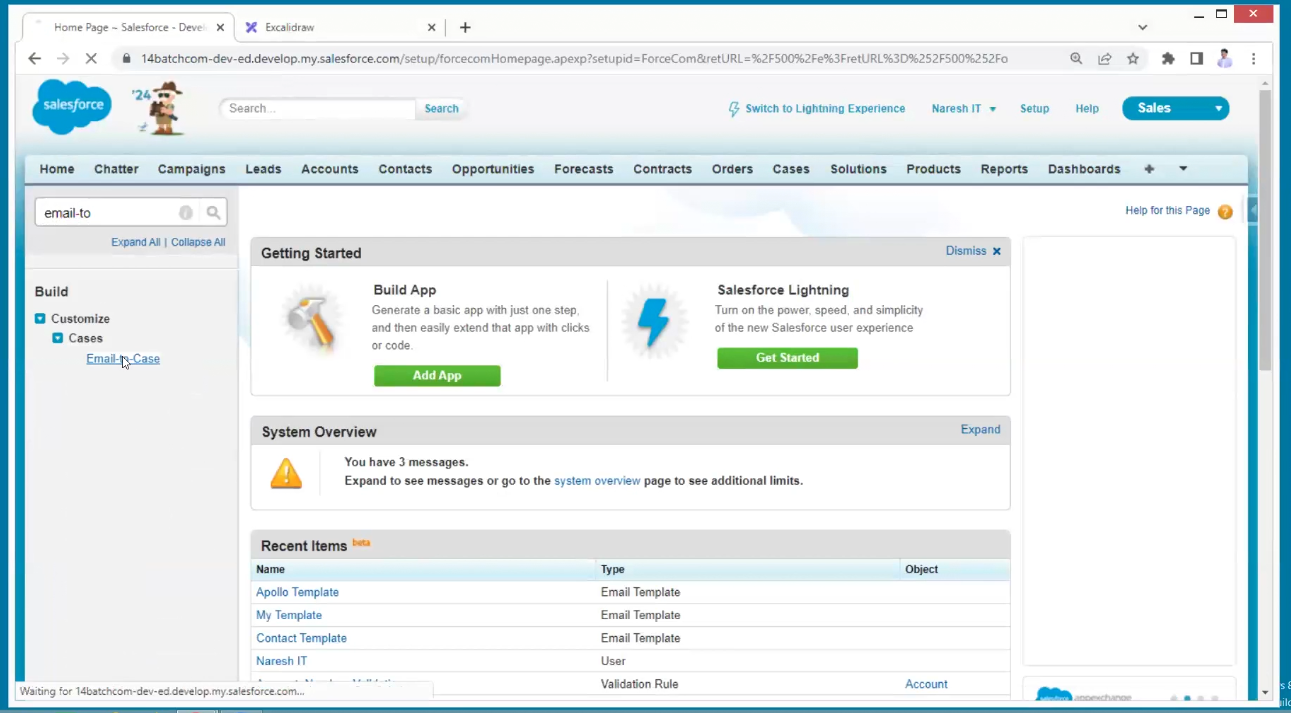 Home Page ~ Salesforce - Devel
Excalidraw
14batchcom-dev-ed.develop.my.salesforce.com/setup/forcecomHomepage.apexp?setupid=ForceCom&retURL=%2F500%2Fe%3FretURL%3D%252F500%252Fo
salesforce
'24
Search...
Search
Switch to Lightning Experience
Naresh IT
Setup
Help
Sales
Home Chatter Campaigns Leads Accounts Contacts Opportunities Forecasts Contracts Orders Cases Solutions Products Reports Dashboards +
email-to
Expand All | Collapse All
Help for this Page
Build
Customize
Cases
Email-to-Case
Getting Started
Dismiss
Build App
Generate a basic app with just one step,
and then easily extend that app with clicks
or code.
Add App
Salesforce Lightning
Turn on the power, speed, and simplicity
of the new Salesforce user experience
Get Started
System Overview
Expand
You have 3 messages.
Expand to see messages or go to the system overview page to see additional limits.
Recent Items beta
Name Type Object
Apollo Template Email Template
My Template Email Template
Contact Template Email Template
Naresh IT User
Validation Rule Account
Waiting for 14batchcom-dev-ed.develop.my.salesforce.com...
salesforce appexchange